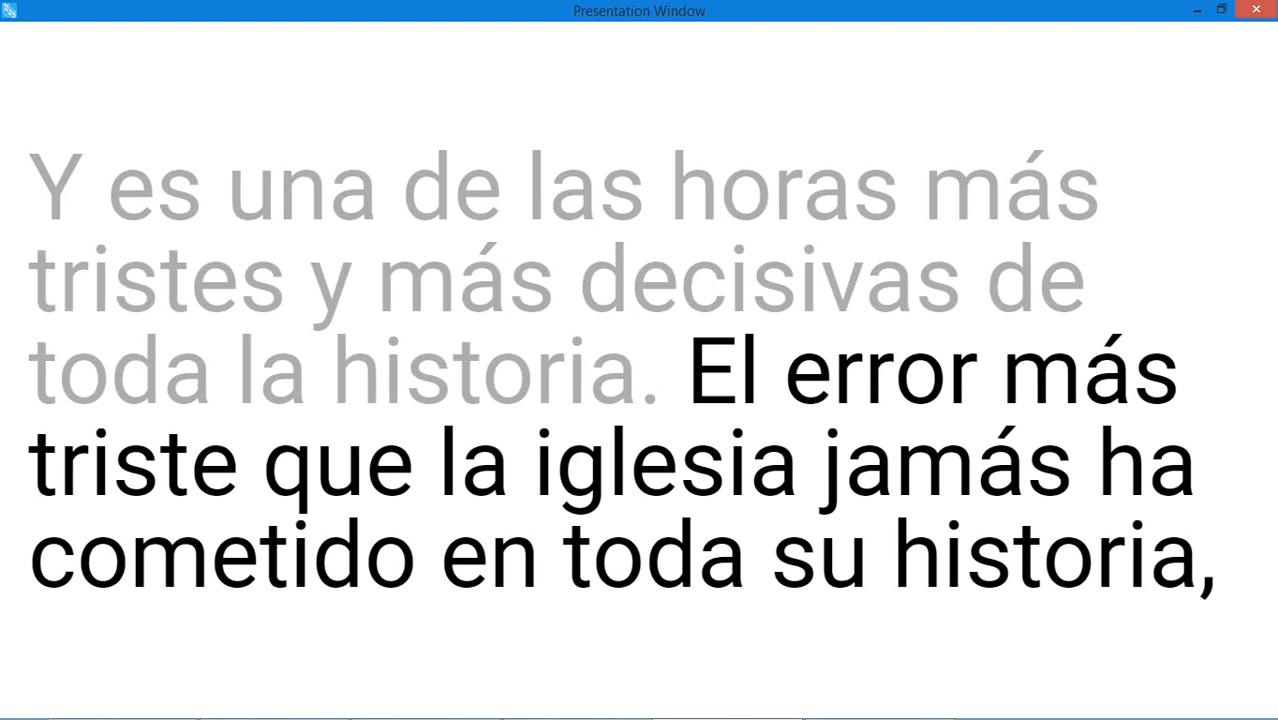 Presentation Window
Y es una de las horas más
tristes y más decisivas de
toda la historia. El error más
triste que la iglesia jamás ha
cometido en toda su historia,